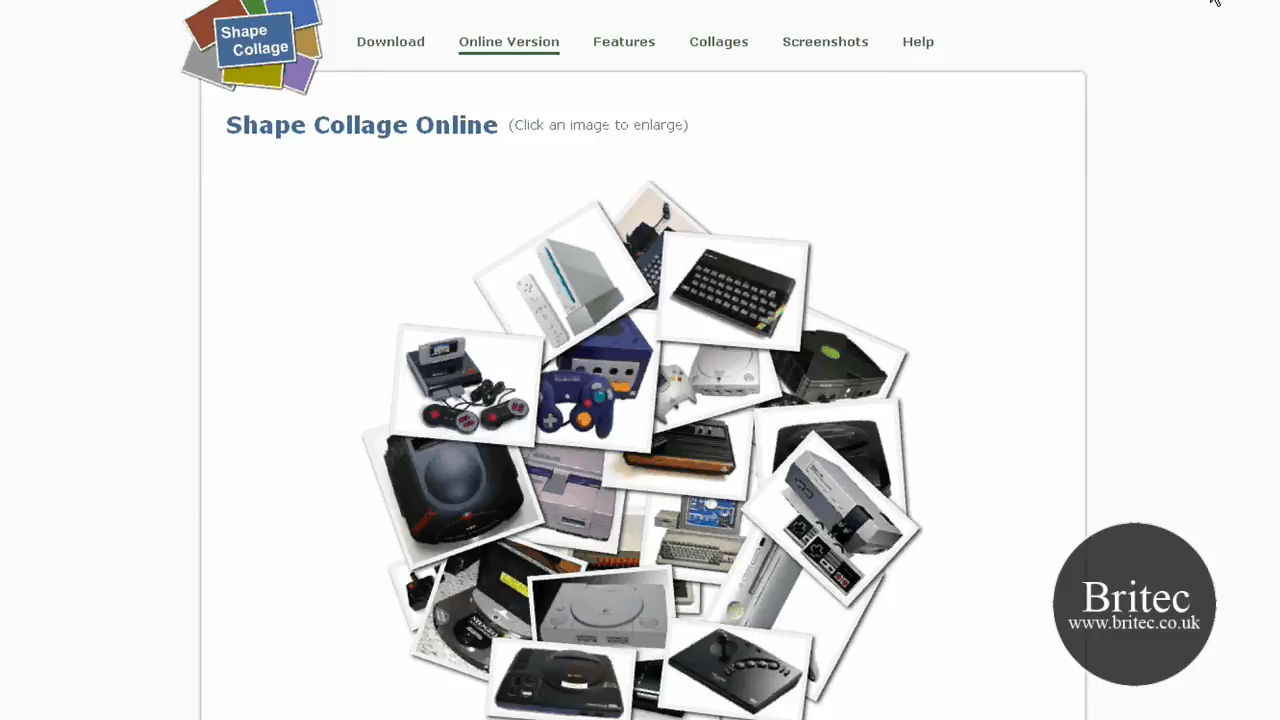 Shape
Collage
Download Online Version Features Collages Screenshots Help
Shape Collage Online (Click an image to enlarge)
Britec
www.britec.co.uk